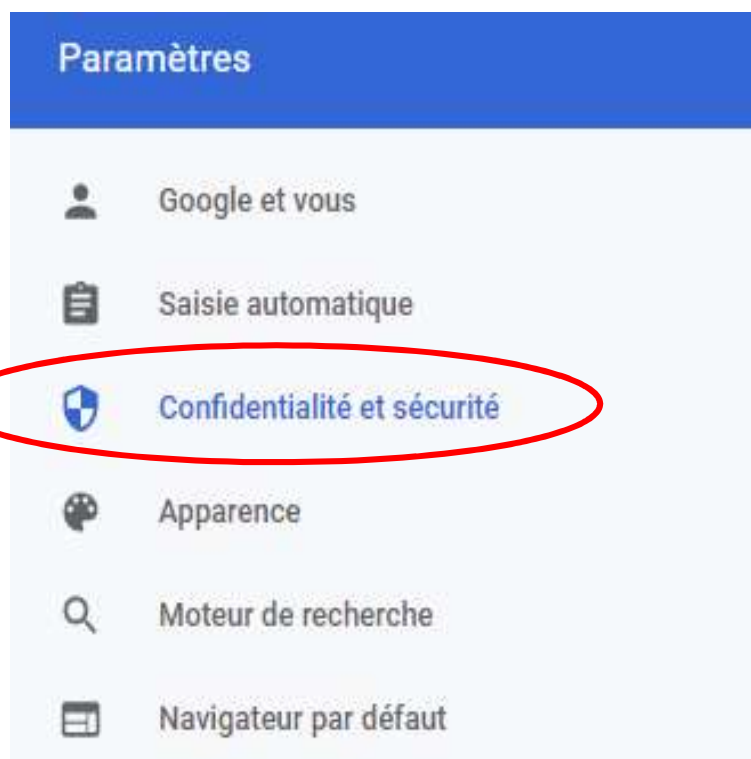 Paramètres
Google et vous
Saisie automatique
Confidentialité et sécurité
Apparence
Moteur de recherche
Navigateur par défaut